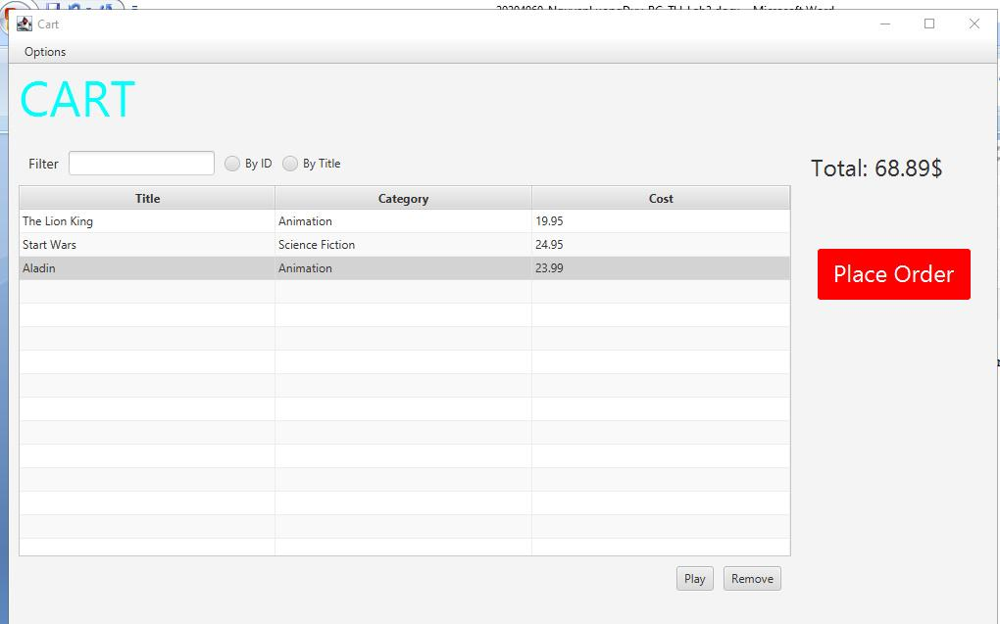 Cart
Options
CART
Filter By ID By Title
Total: 68.89$
Title Category Cost
The Lion King Animation 19.95
Start Wars Science Fiction 24.95
Aladin Animation 23.99
Place Order
Play Remove